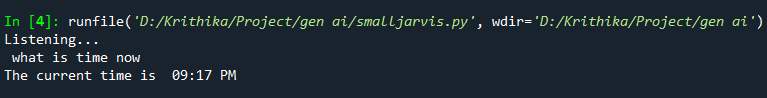 In [4]: runfile('D:/Krithika/Project/gen ai/smalljarvis.py', wdir='D:/Krithika/Project/gen ai')
Listening...
 what is time now
The current time is  09:17 PM